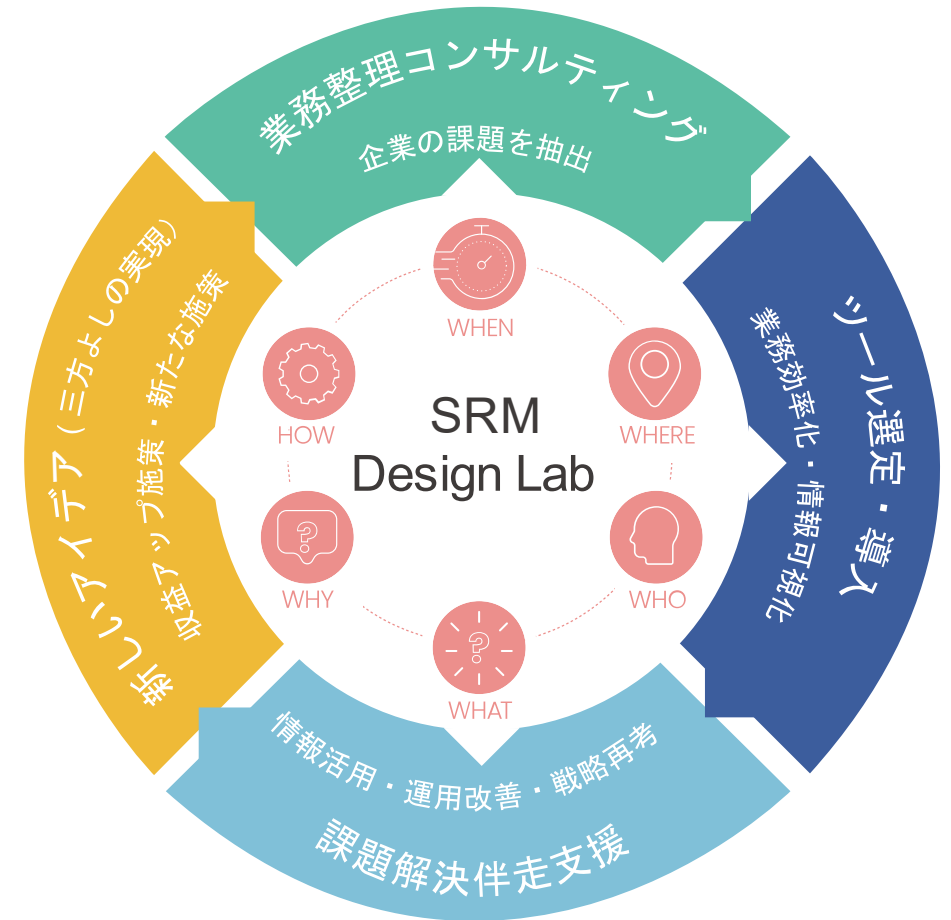 業務整理コンサルティング
企業の課題を抽出
ツール選定・導入
業務効率化・情報可視化
情報活用・運用改善・戦略再考
課題解決伴走支援
新しいアイデア(三方よしの実現)
収益アップ施策・新たな施策
WHEN
WHERE
WHO
WHAT
WHY
HOW
SRM
Design Lab